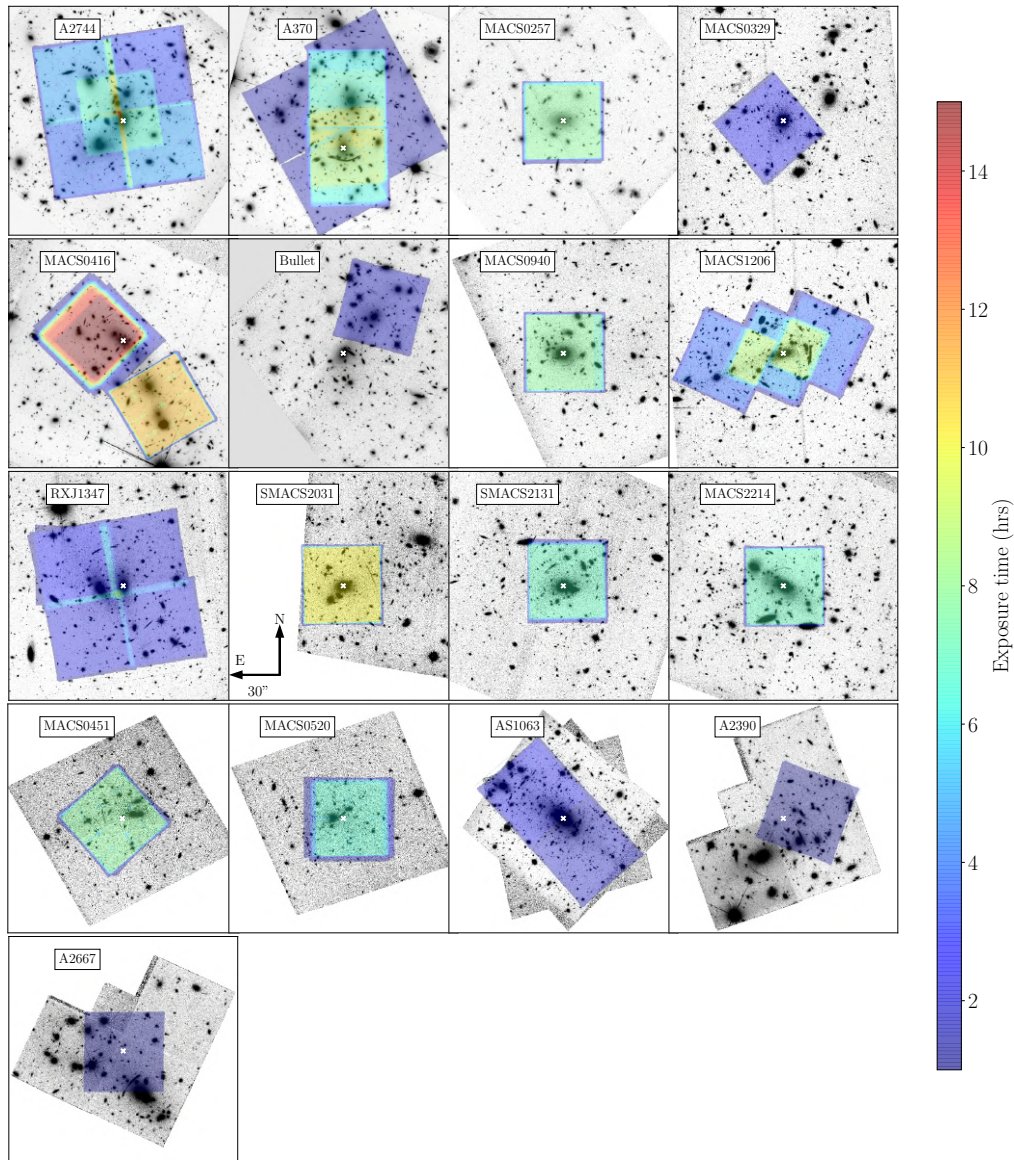 A2744
A370
MACS0257
MACS0329
MACS0416
Bullet
MACS0940
MACS1206
RXJ1347
SMACS2031
SMACS2131
MACS2214
N
E
30"
MACS0451
MACS0520
AS1063
A2390
A2667
14
12
10
8
6
4
2
Exposure time (hrs)